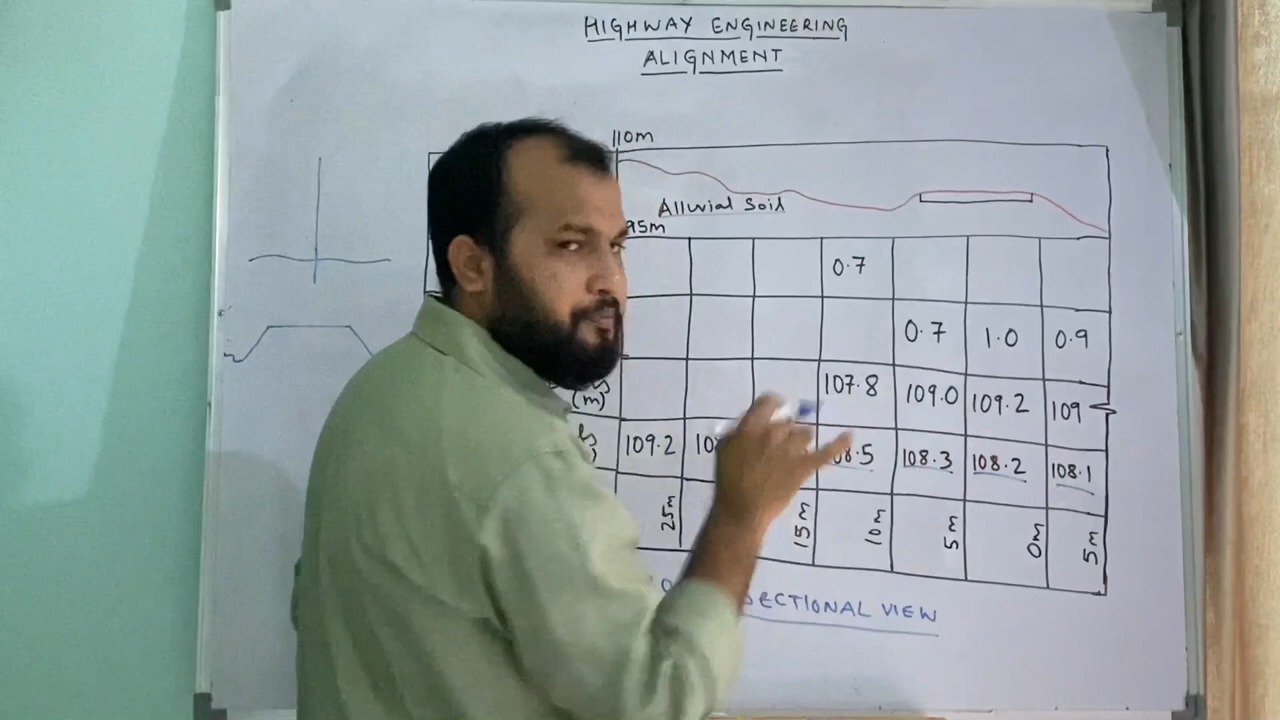 HIGHWAY ENGINEERING
ALIGNMENT
110m
Alluvial Soil
95m
0.7
0.7 1.0 0.9
(m) 107.8 109.0 109.2 109
109.2 108.3 108.2 108.1
25m 15m 10m 5m 0m 5m
SECTIONAL VIEW